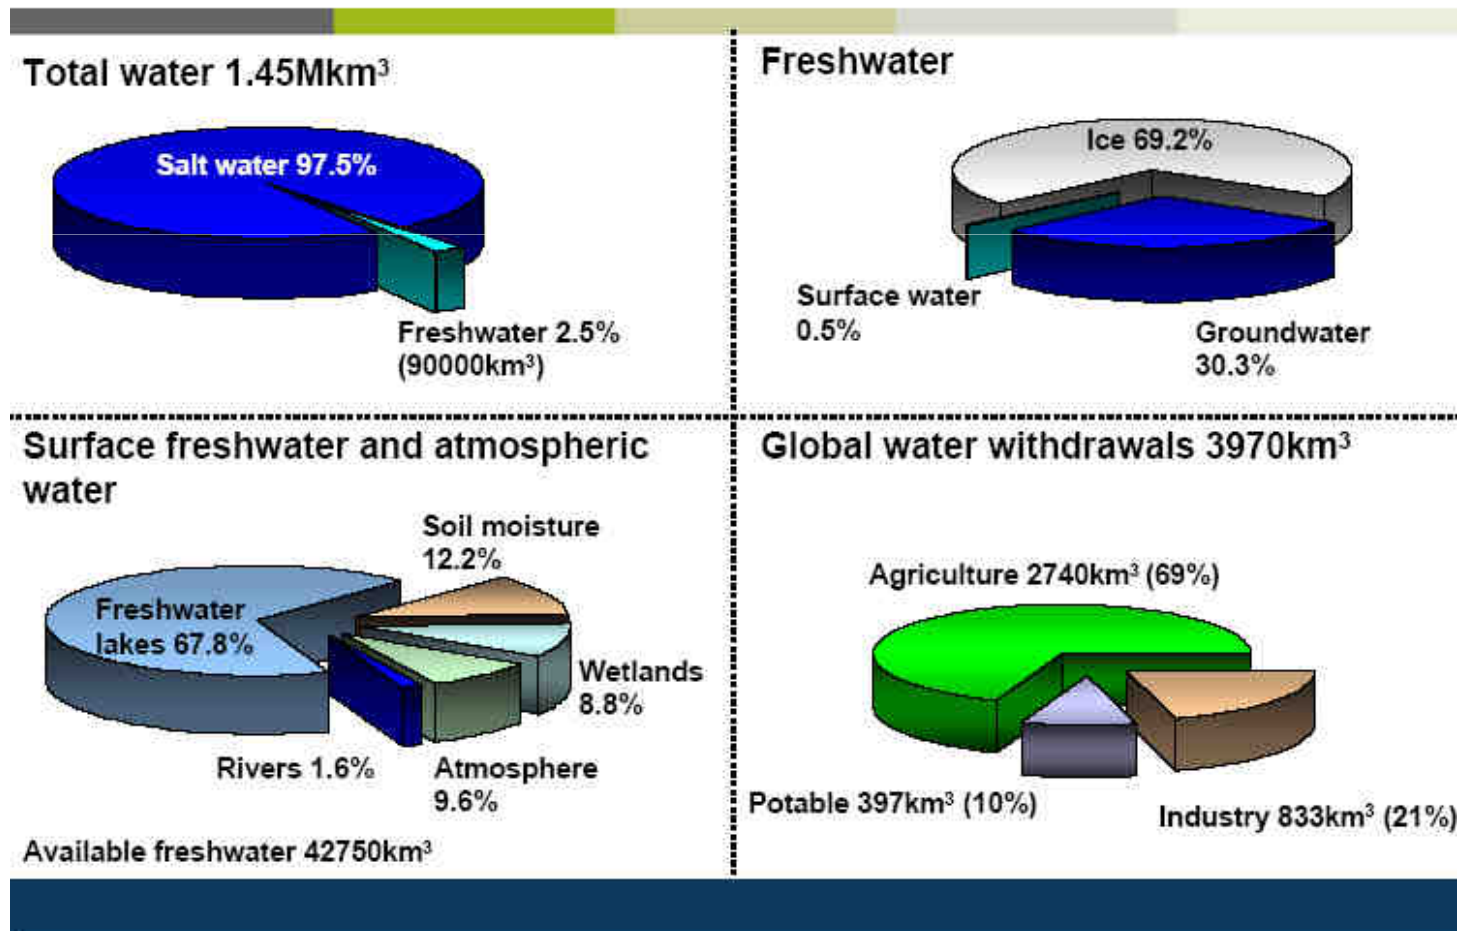 Total water 1.45Mkm³
Salt water 97.5%
Freshwater 2.5%
(90000km³)
Freshwater
Ice 69.2%
Surface water
0.5%
Groundwater
30.3%
Surface freshwater and atmospheric
water
Soil moisture
12.2%
Freshwater
lakes 67.8%
Wetlands
8.8%
Rivers 1.6%
Atmosphere
9.6%
Available freshwater 42750km³
Global water withdrawals 3970km³
Agriculture 2740km³ (69%)
Potable 397km³ (10%)
Industry 833km³ (21%)